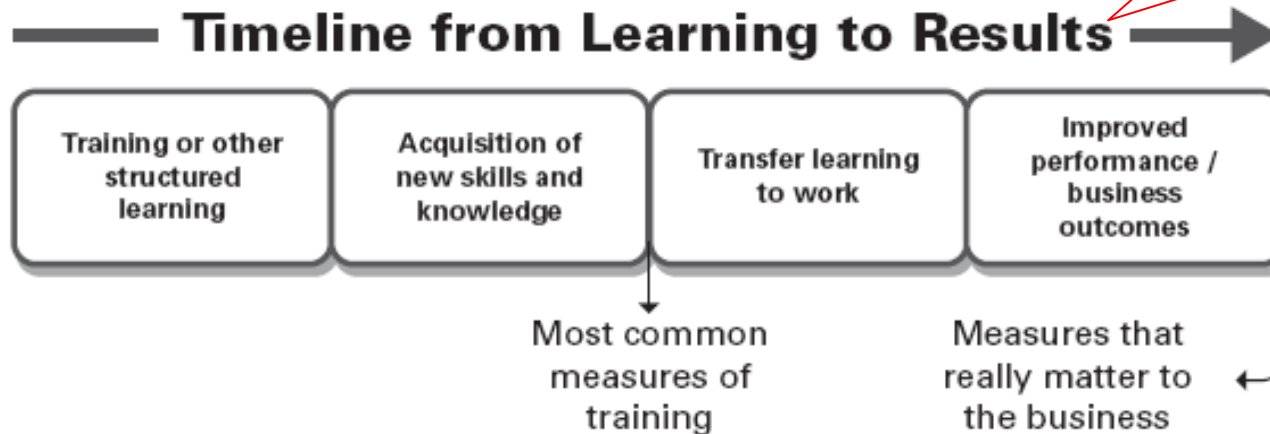 Timeline from Learning to Results
Training or other
structured
learning
Acquisition of
new skills and
knowledge
Transfer learning
to work
Improved
performance /
business
outcomes
Most common
measures of
training
Measures that
really matter to
the business